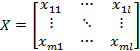 X = [ x₁₁ ⋯ x₁ₗ
⋮ ⋱ ⋮
xₘ₁ ⋯ xₘₗ ]